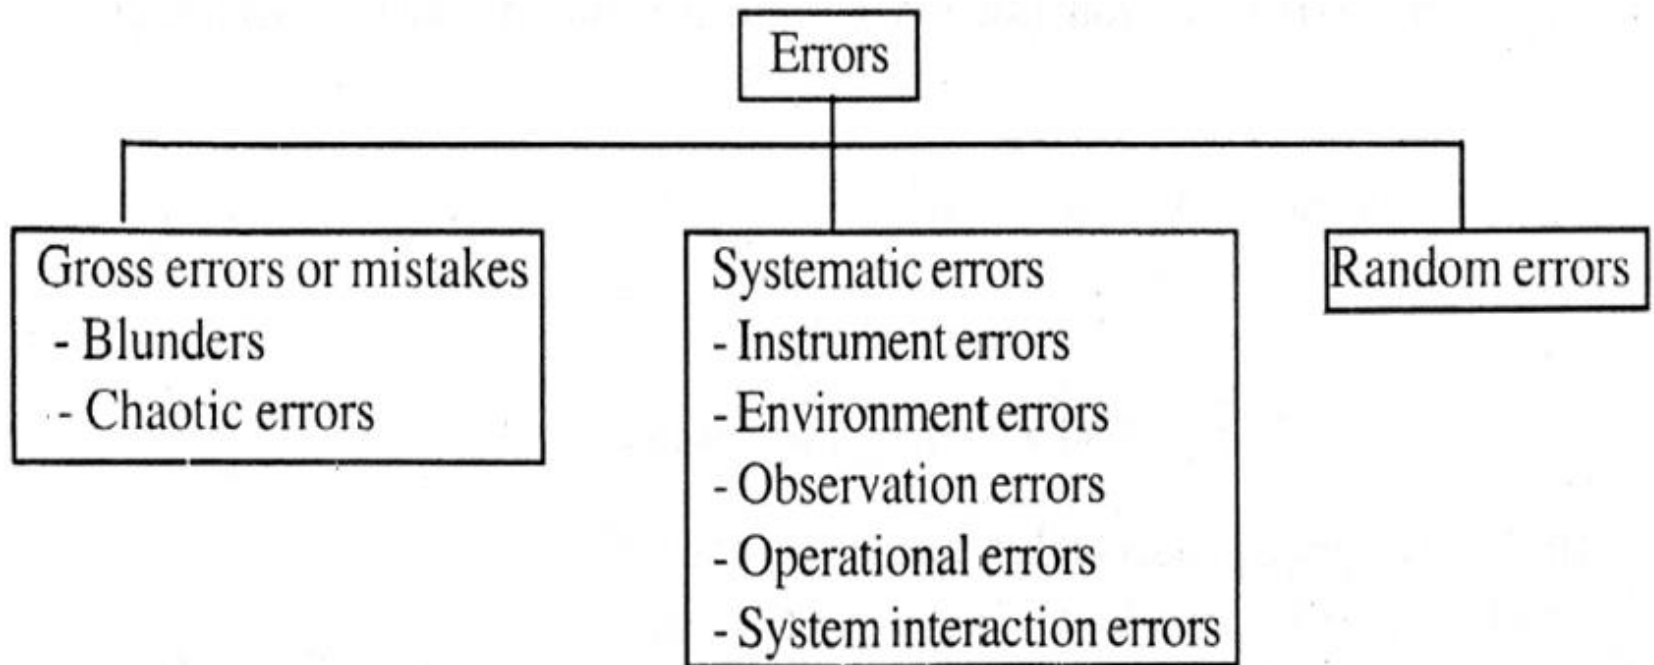 Errors
Gross errors or mistakes
- Blunders
- Chaotic errors
Systematic errors
- Instrument errors
- Environment errors
- Observation errors
- Operational errors
- System interaction errors
Random errors